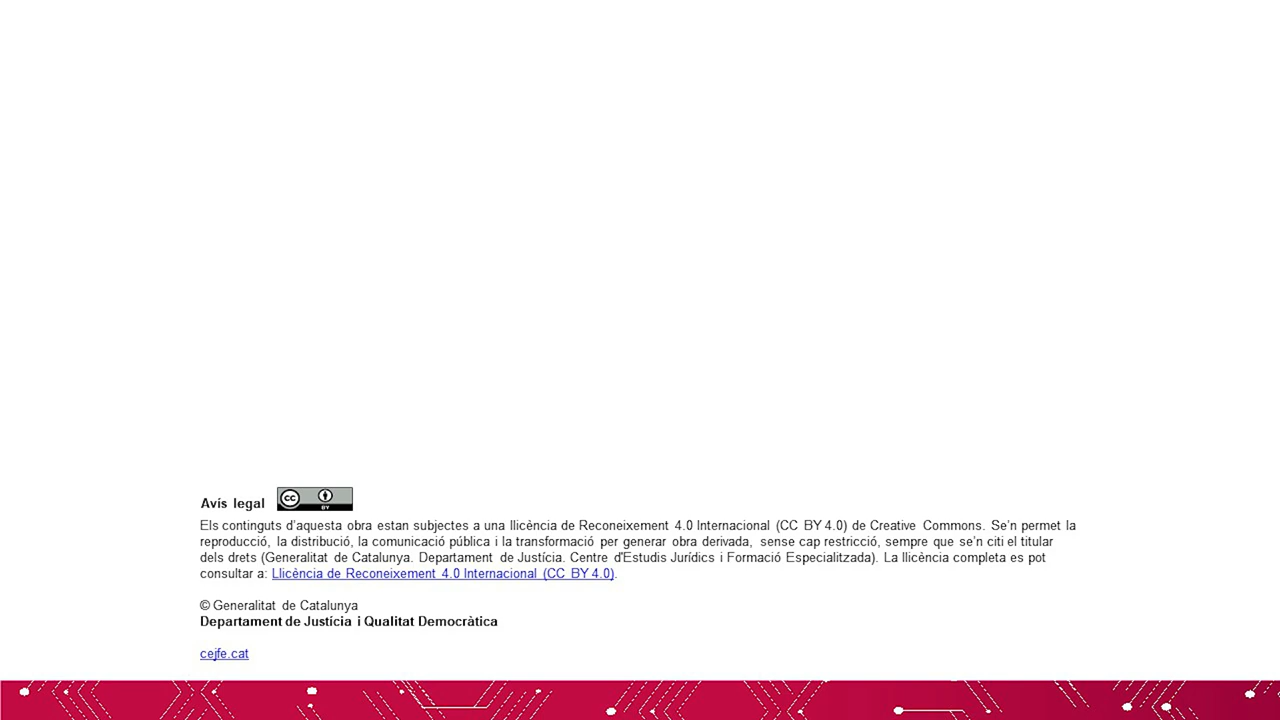 Avís legal
cc BY
Els continguts d'aquesta obra estan subjectes a una llicència de Reconeixement 4.0 Internacional (CC BY 4.0) de Creative Commons. Se'n permet la
reproducció, la distribució, la comunicació pública i la transformació per generar obra derivada, sense cap restricció, sempre que se'n citi el titular
dels drets (Generalitat de Catalunya. Departament de Justícia. Centre d'Estudis Jurídics i Formació Especialitzada). La llicència completa es pot
consultar a: Llicència de Reconeixement 4.0 Internacional (CC BY 4.0).
© Generalitat de Catalunya
Departament de Justícia i Qualitat Democràtica
cejfe.cat